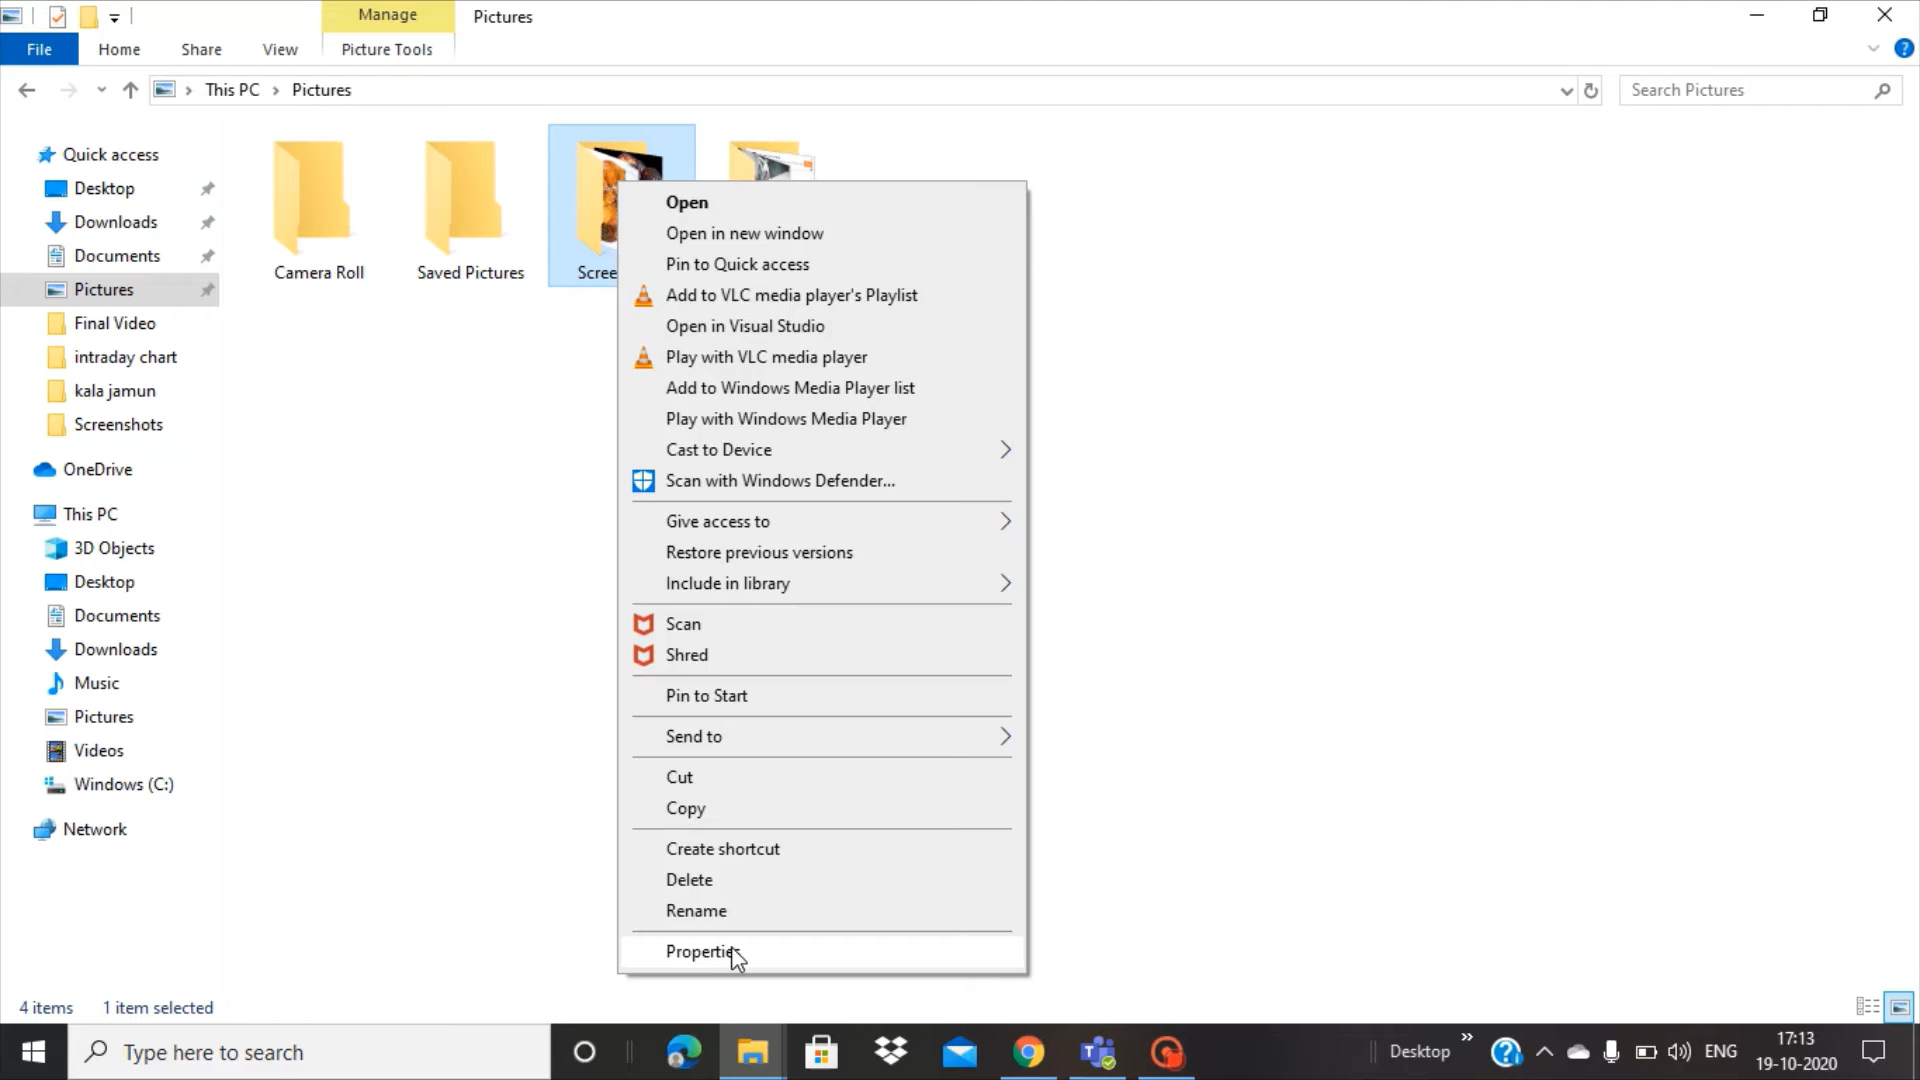 Manage
Pictures
File
Home
Share
View
Picture Tools
This PC
Pictures
Search Pictures
Quick access
Desktop
Downloads
Documents
Pictures
Final Video
intraday chart
kala jamun
Screenshots
OneDrive
This PC
3D Objects
Desktop
Documents
Downloads
Music
Pictures
Videos
Windows (C:)
Network
Camera Roll
Saved Pictures
Scree
Open
Open in new window
Pin to Quick access
Add to VLC media player's Playlist
Open in Visual Studio
Play with VLC media player
Add to Windows Media Player list
Play with Windows Media Player
Cast to Device
Scan with Windows Defender...
Give access to
Restore previous versions
Include in library
Scan
Shred
Pin to Start
Send to
Cut
Copy
Create shortcut
Delete
Rename
Properties
4 items
1 item selected
Type here to search
Desktop
ENG
17:13
19-10-2020